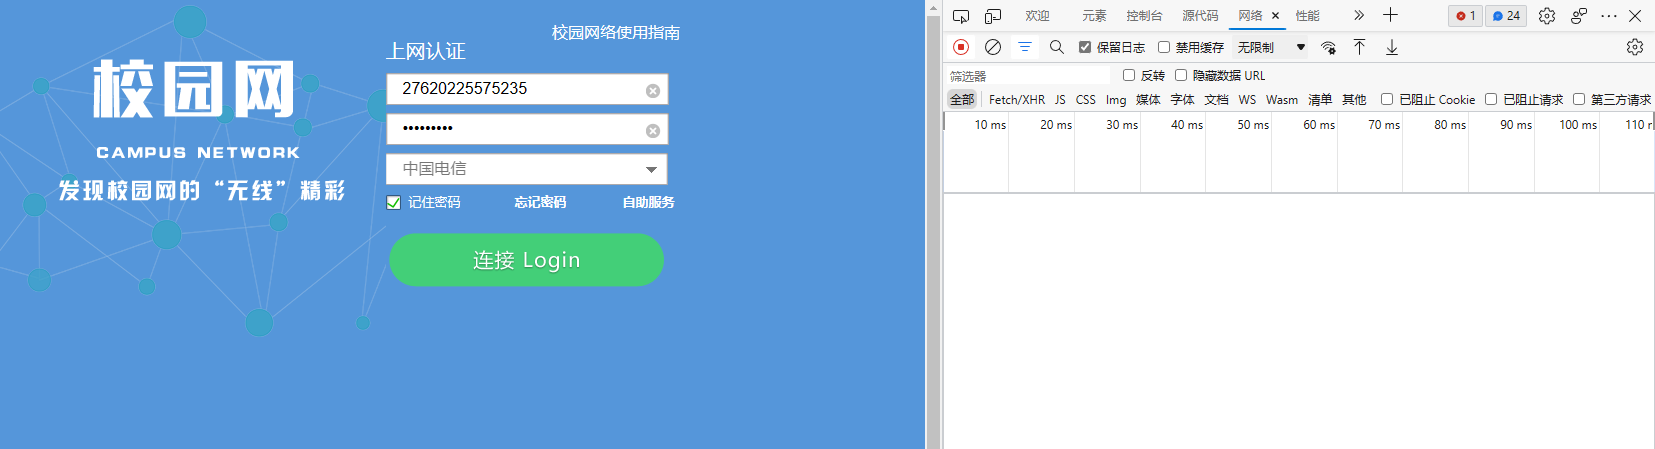 校园网
CAMPUS NETWORK
发现校园网的“无线”精彩
校园网络使用指南
上网认证
27620225575235
•••••••••
中国电信
记住密码 忘记密码 自助服务
连接 Login
欢迎 元素 控制台 源代码 网络 性能 1 24
保留日志 禁用缓存 无限制
筛选器 反转 隐藏数据 URL
全部 Fetch/XHR JS CSS Img 媒体 字体 文档 WS Wasm 清单 其他 已阻止 Cookie 已阻止请求 第三方请求
10 ms 20 ms 30 ms 40 ms 50 ms 60 ms 70 ms 80 ms 90 ms 100 ms 110